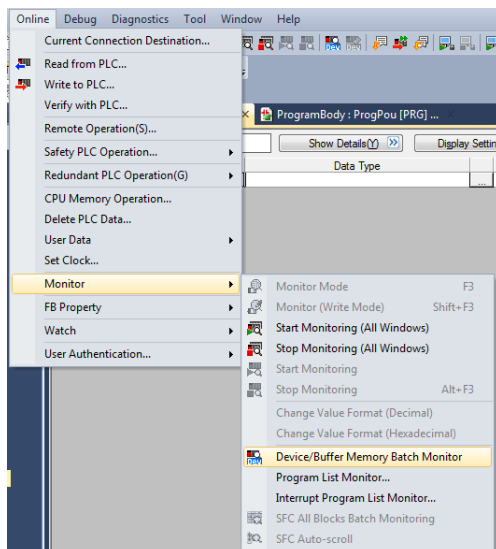 Online Debug Diagnostics Tool Window Help
Current Connection Destination...
Read from PLC...
Write to PLC...
Verify with PLC...
ProgramBody : ProgPou [PRG] ...
Remote Operation(S)...
Show Details(Y) Display Settin
Safety PLC Operation...
Data Type
Redundant PLC Operation(G)
...
CPU Memory Operation...
Delete PLC Data...
User Data
Set Clock...
Monitor
Monitor Mode F3
FB Property
Monitor (Write Mode) Shift+F3
Watch
Start Monitoring (All Windows)
User Authentication...
Stop Monitoring (All Windows)
Start Monitoring
Stop Monitoring Alt+F3
Change Value Format (Decimal)
Change Value Format (Hexadecimal)
Device/Buffer Memory Batch Monitor
Program List Monitor...
Interrupt Program List Monitor...
SFC All Blocks Batch Monitoring
SFC Auto-scroll